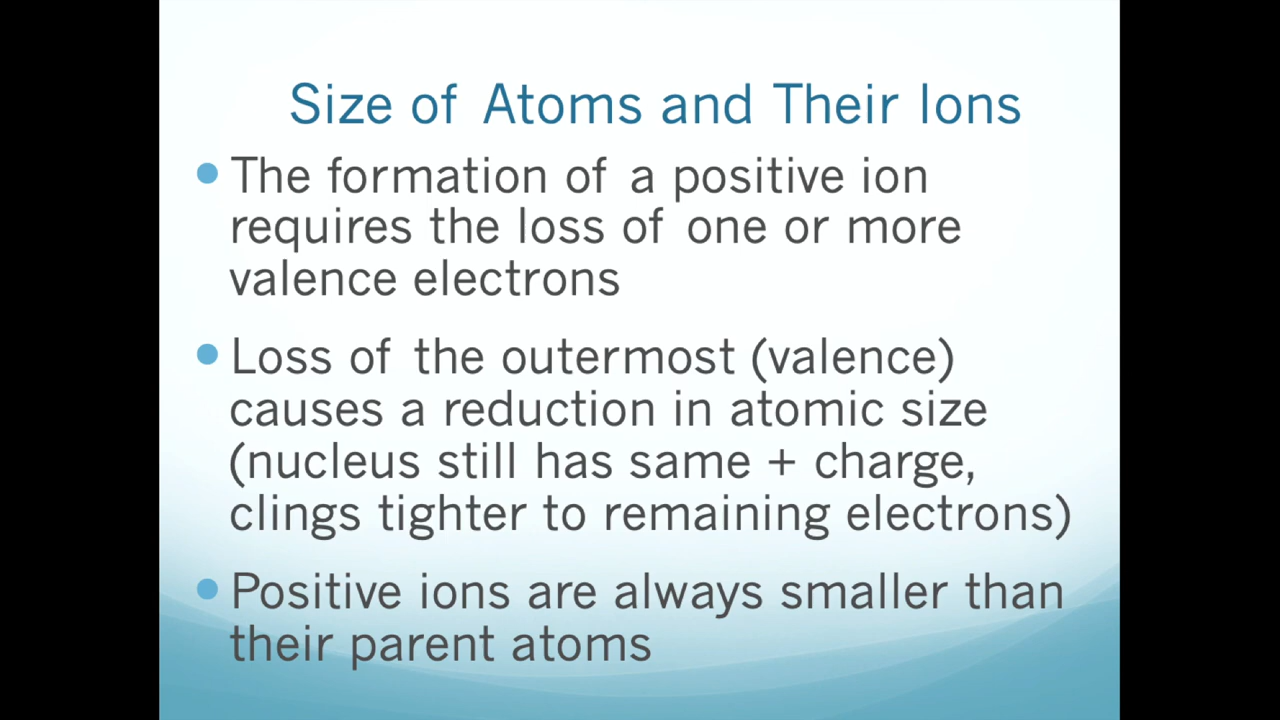 Size of Atoms and Their Ions
The formation of a positive ion
requires the loss of one or more
valence electrons
Loss of the outermost (valence)
causes a reduction in atomic size
(nucleus still has same + charge,
clings tighter to remaining electrons)
Positive ions are always smaller than
their parent atoms